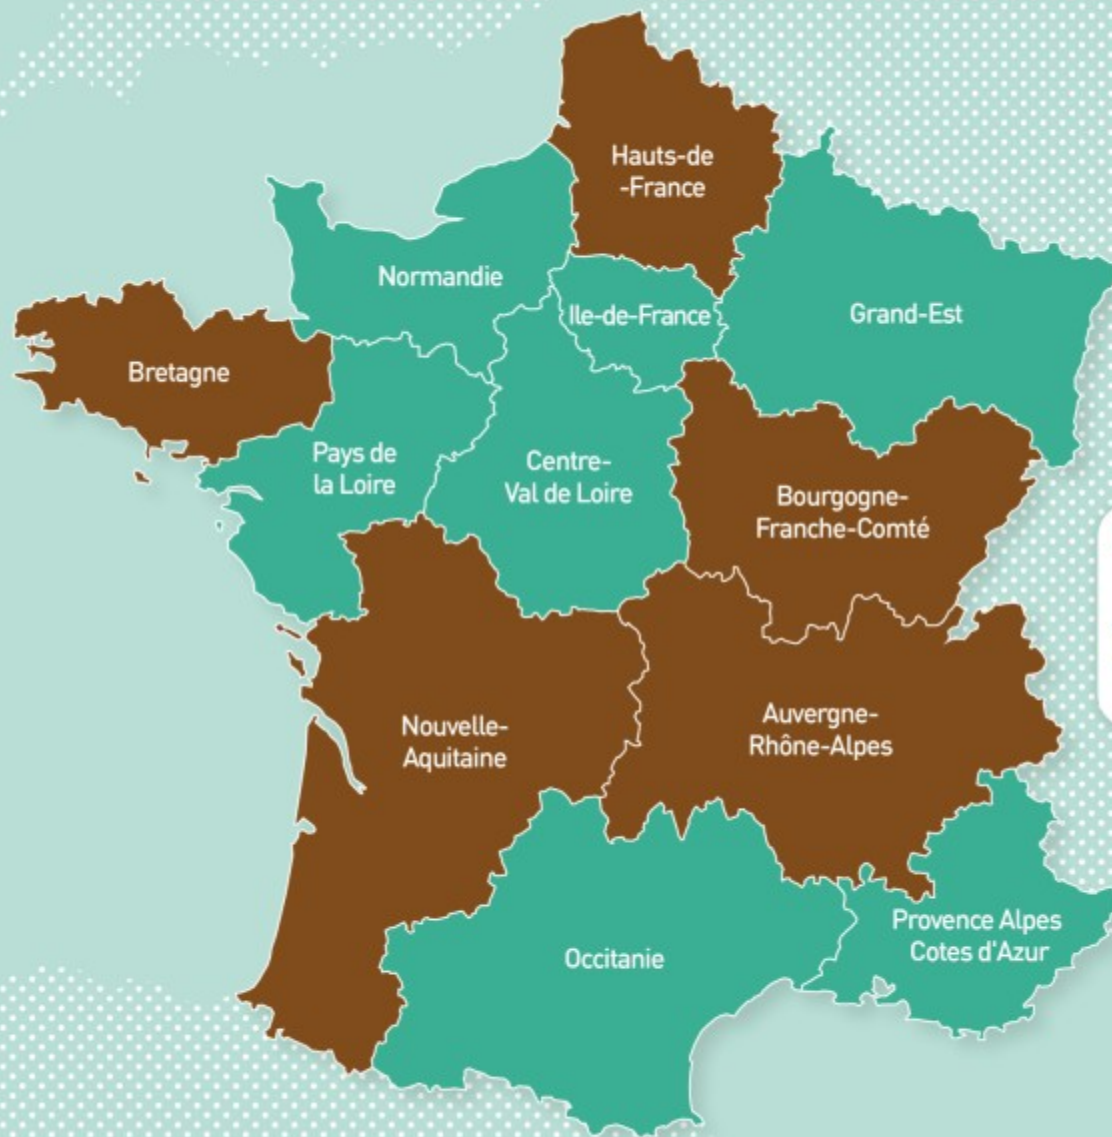 Hauts-de
-France
Normandie
Ile-de-France
Grand-Est
Bretagne
Pays de
la Loire
Centre-
Val de Loire
Bourgogne-
Franche-Comté
Nouvelle-
Aquitaine
Auvergne-
Rhône-Alpes
Provence Alpes
Cotes d'Azur
Occitanie